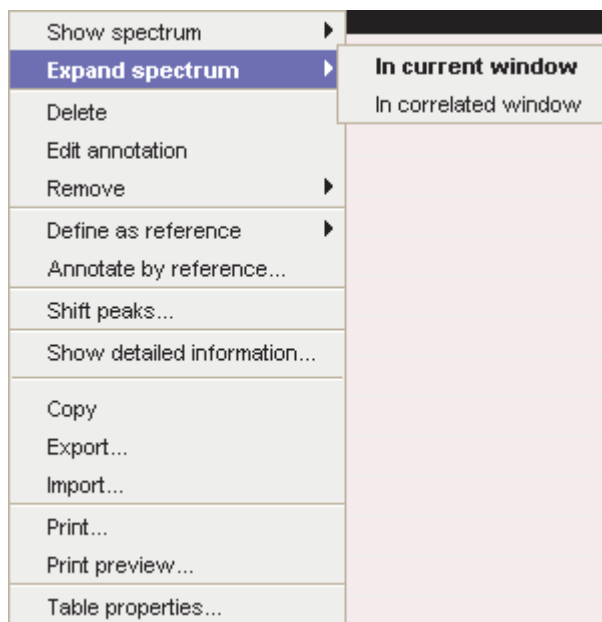 Show spectrum
Expand spectrum
In current window
In correlated window
Delete
Edit annotation
Remove
Define as reference
Annotate by reference...
Shift peaks...
Show detailed information...
Copy
Export...
Import...
Print...
Print preview...
Table properties...